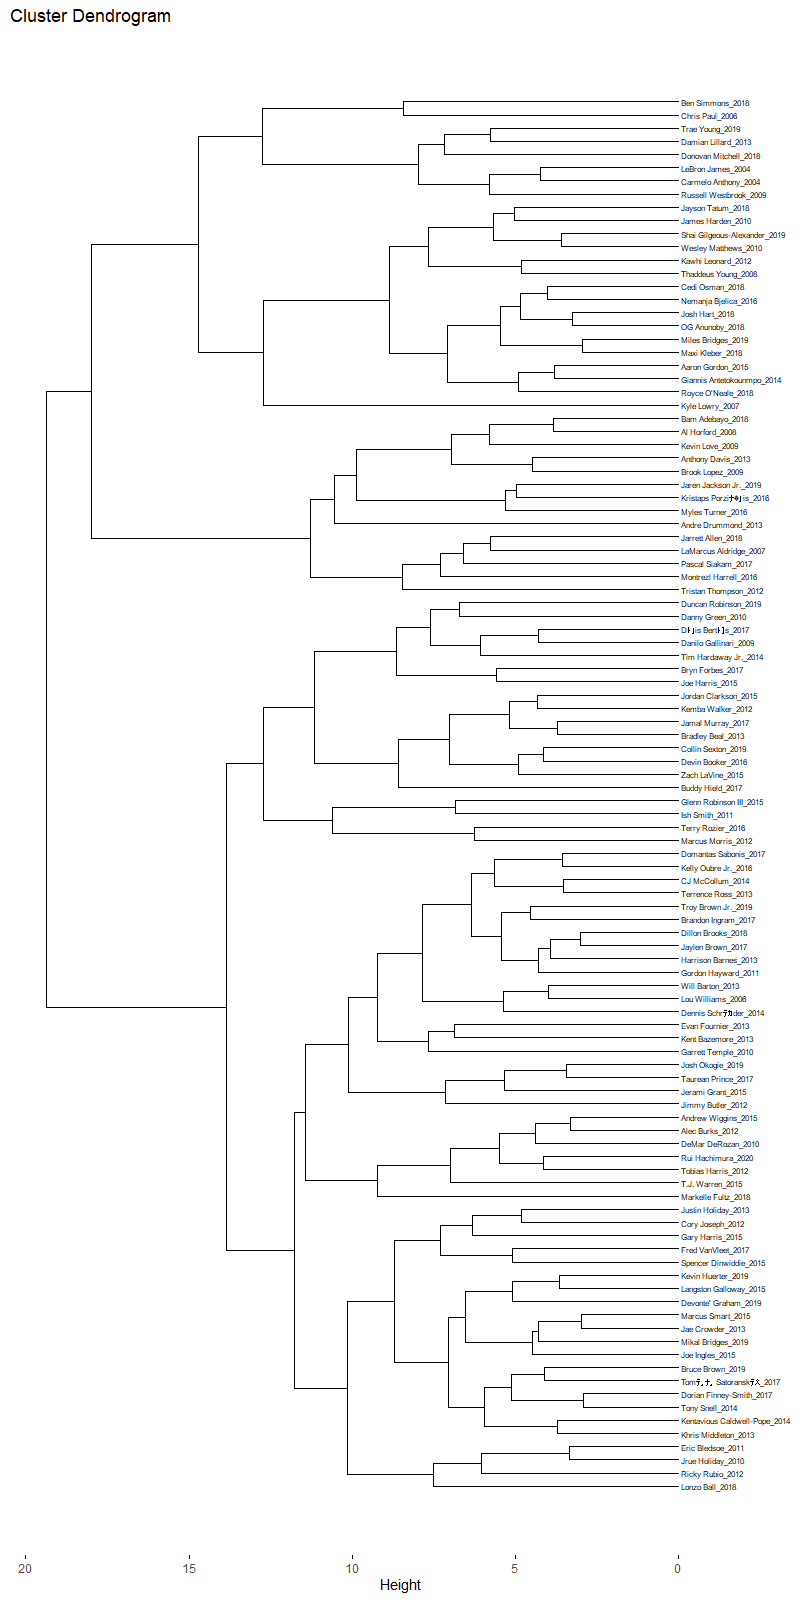 Cluster Dendrogram
Ben Simmons_2018
Chris Paul_2006
Trae Young_2019
Damian Lillard_2013
Donovan Mitchell_2018
LeBron James_2004
Carmelo Anthony_2004
Russell Westbrook_2009
Jayson Tatum_2018
James Harden_2010
Shai Gilgeous-Alexander_2019
Wesley Matthews_2010
Kawhi Leonard_2012
Thaddeus Young_2008
Cedi Osman_2018
Nemanja Bjelica_2016
Josh Hart_2018
OG Anunoby_2018
Miles Bridges_2019
Maxi Kleber_2018
Aaron Gordon_2015
Giannis Antetokounmpo_2014
Royce O'Neale_2018
Kyle Lowry_2007
Bam Adebayo_2018
Al Horford_2008
Kevin Love_2009
Anthony Davis_2013
Brook Lopez_2009
Jaren Jackson Jr._2019
Kristaps
Myles Turner_2016
Andre Drummond_2013
Jarrett Allen_2018
LaMarcus Aldridge_2007
Pascal Siakam_2017
Montrezl Harrell_2016
Tristan Thompson_2012
Duncan Robinson_2019
Danny Green_2010
Danilo Gallinari_2009
Tim Hardaway Jr._2014
Bryn Forbes_2017
Joe Harris_2015
Jordan Clarkson_2015
Kemba Walker_2012
Jamal Murray_2017
Bradley Beal_2013
Collin Sexton_2019
Devin Booker_2016
Zach LaVine_2015
Buddy Hield_2017
Glenn Robinson III_2015
Ish Smith_2011
Terry Rozier_2016
Marcus Morris_2012
Domantas Sabonis_2017
Kelly Oubre Jr._2016
CJ McCollum_2014
Terrence Ross_2013
Troy Brown Jr._2019
Brandon Ingram_2017
Dillon Brooks_2018
Jaylen Brown_2017
Harrison Barnes_2013
Gordon Hayward_2011
Will Barton_2013
Lou Williams_2006
Dennis
Evan Fournier_2013
Kent Bazemore_2013
Garrett Temple_2010
Josh Okogie_2019
Taurean Prince_2017
Jerami Grant_2015
Jimmy Butler_2012
Andrew Wiggins_2015
Alec Burks_2012
DeMar DeRozan_2010
Rui Hachimura_2020
Tobias Harris_2012
T.J. Warren_2015
Markelle Fultz_2018
Justin Holiday_2013
Cory Joseph_2012
Gary Harris_2015
Fred VanVleet_2017
Spencer Dinwiddie_2015
Kevin Huerter_2019
Langston Galloway_2015
Devonte' Graham_2019
Marcus Smart_2015
Jae Crowder_2013
Mikal Bridges_2019
Joe Ingles_2015
Bruce Brown_2019
Dorian Finney-Smith_2017
Tony Snell_2014
Kentavious Caldwell-Pope_2014
Khris Middleton_2013
Eric Bledsoe_2011
Jrue Holiday_2010
Ricky Rubio_2012
Lonzo Ball_2018
20 15 10 5 0
Height